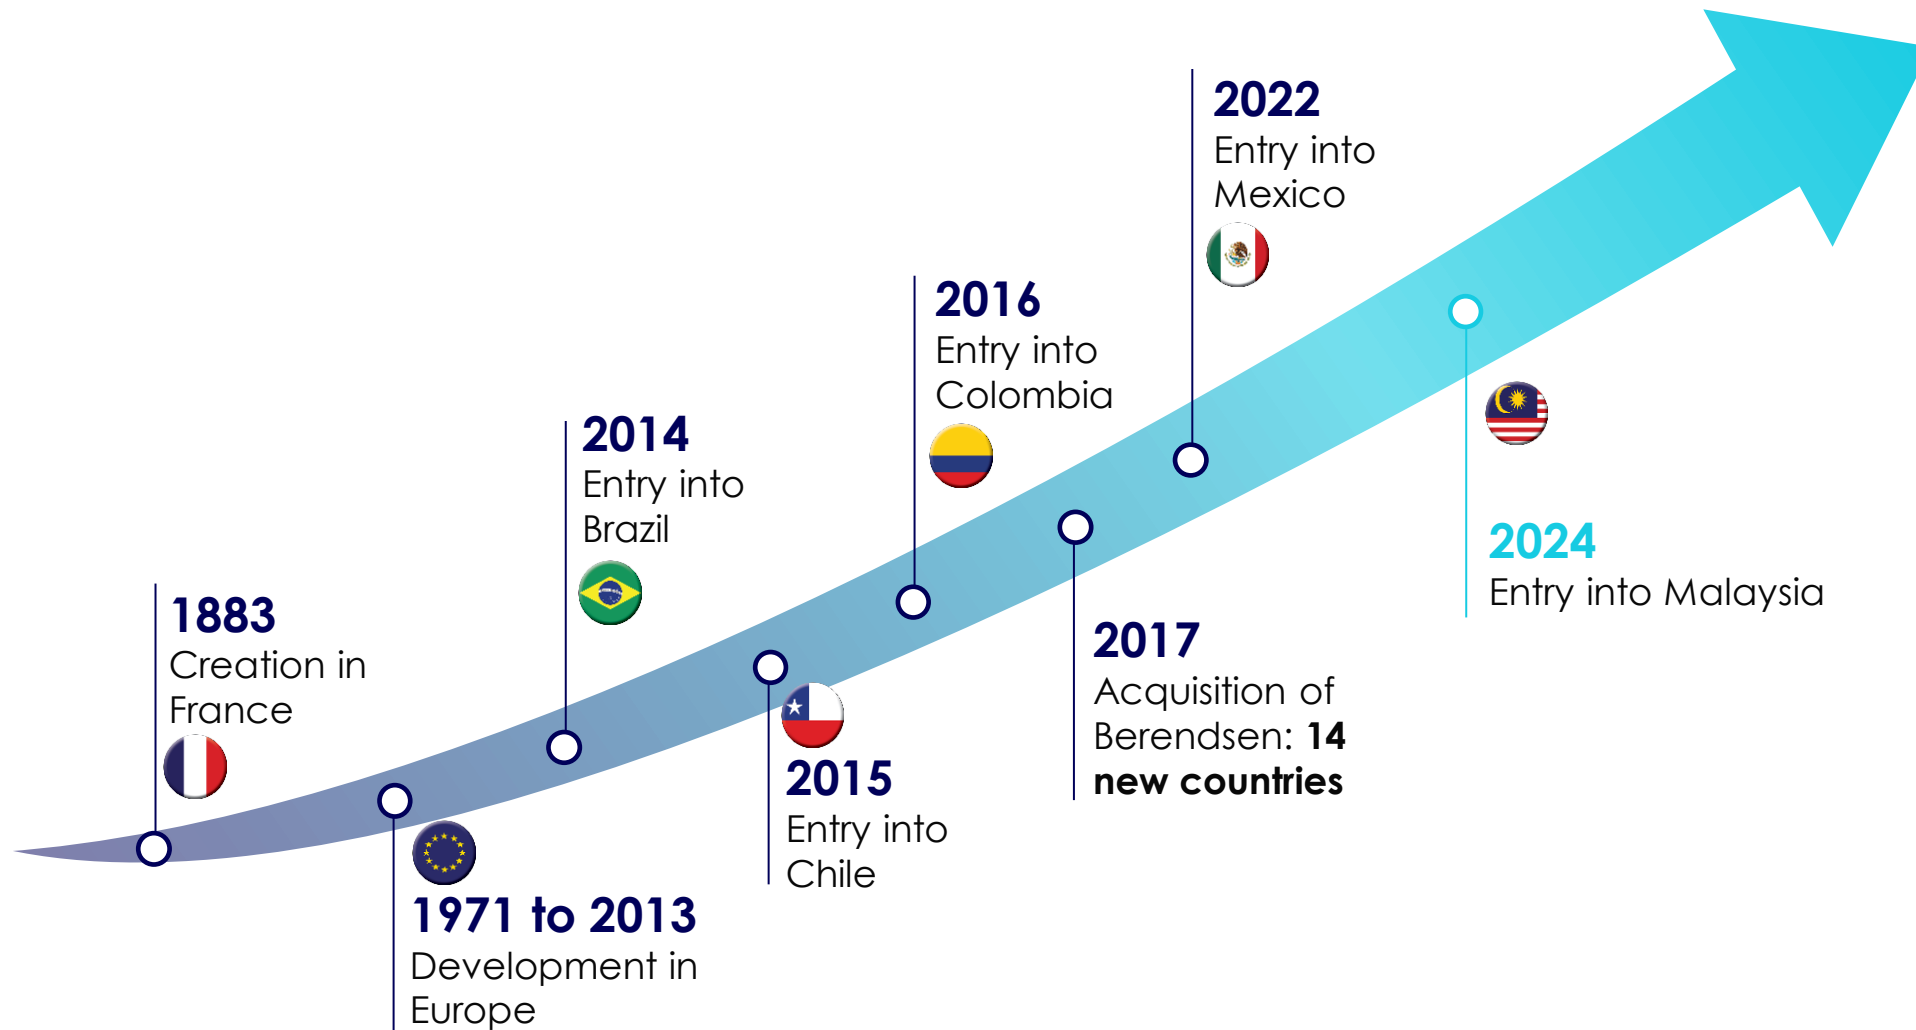 1883
Creation in
France
1971 to 2013
Development in
Europe
2014
Entry into
Brazil
2015
Entry into
Chile
2016
Entry into
Colombia
2017
Acquisition of
Berendsen: 14
new countries
2022
Entry into
Mexico
2024
Entry into Malaysia